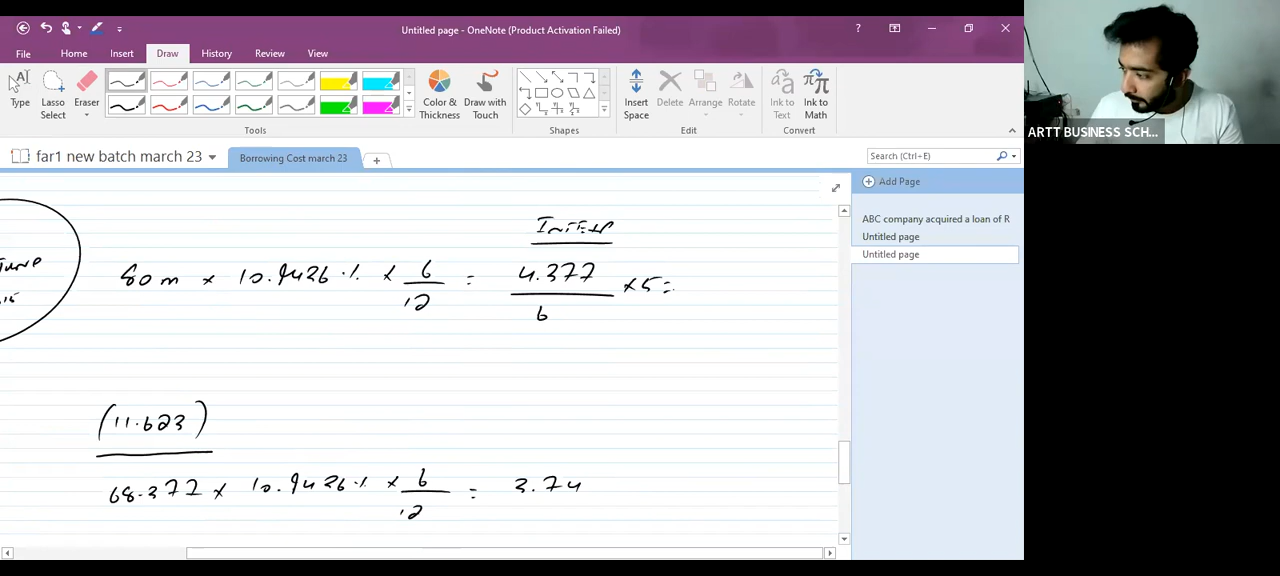 Untitled page - OneNote (Product Activation Failed)
?
File Home Insert Draw History Review View
Type
Lasso Select
Eraser
Color & Thickness
Draw with Touch
Insert Space
Delete
Arrange
Rotate
Ink to Text
Ink to Math
Tools
Shapes
Edit
Convert
ARTT BUSINESS SCH...
far1 new batch march 23
Borrowing Cost march 23
Search (Ctrl+E)
Add Page
ABC company acquired a loan of R
Untitled page
Untitled page
80 m × 10.9426 % × 6/12 = 4.377/6 × 5 =
(11.623)
68.377 × 10.9426 % × 6/12 = 3.74